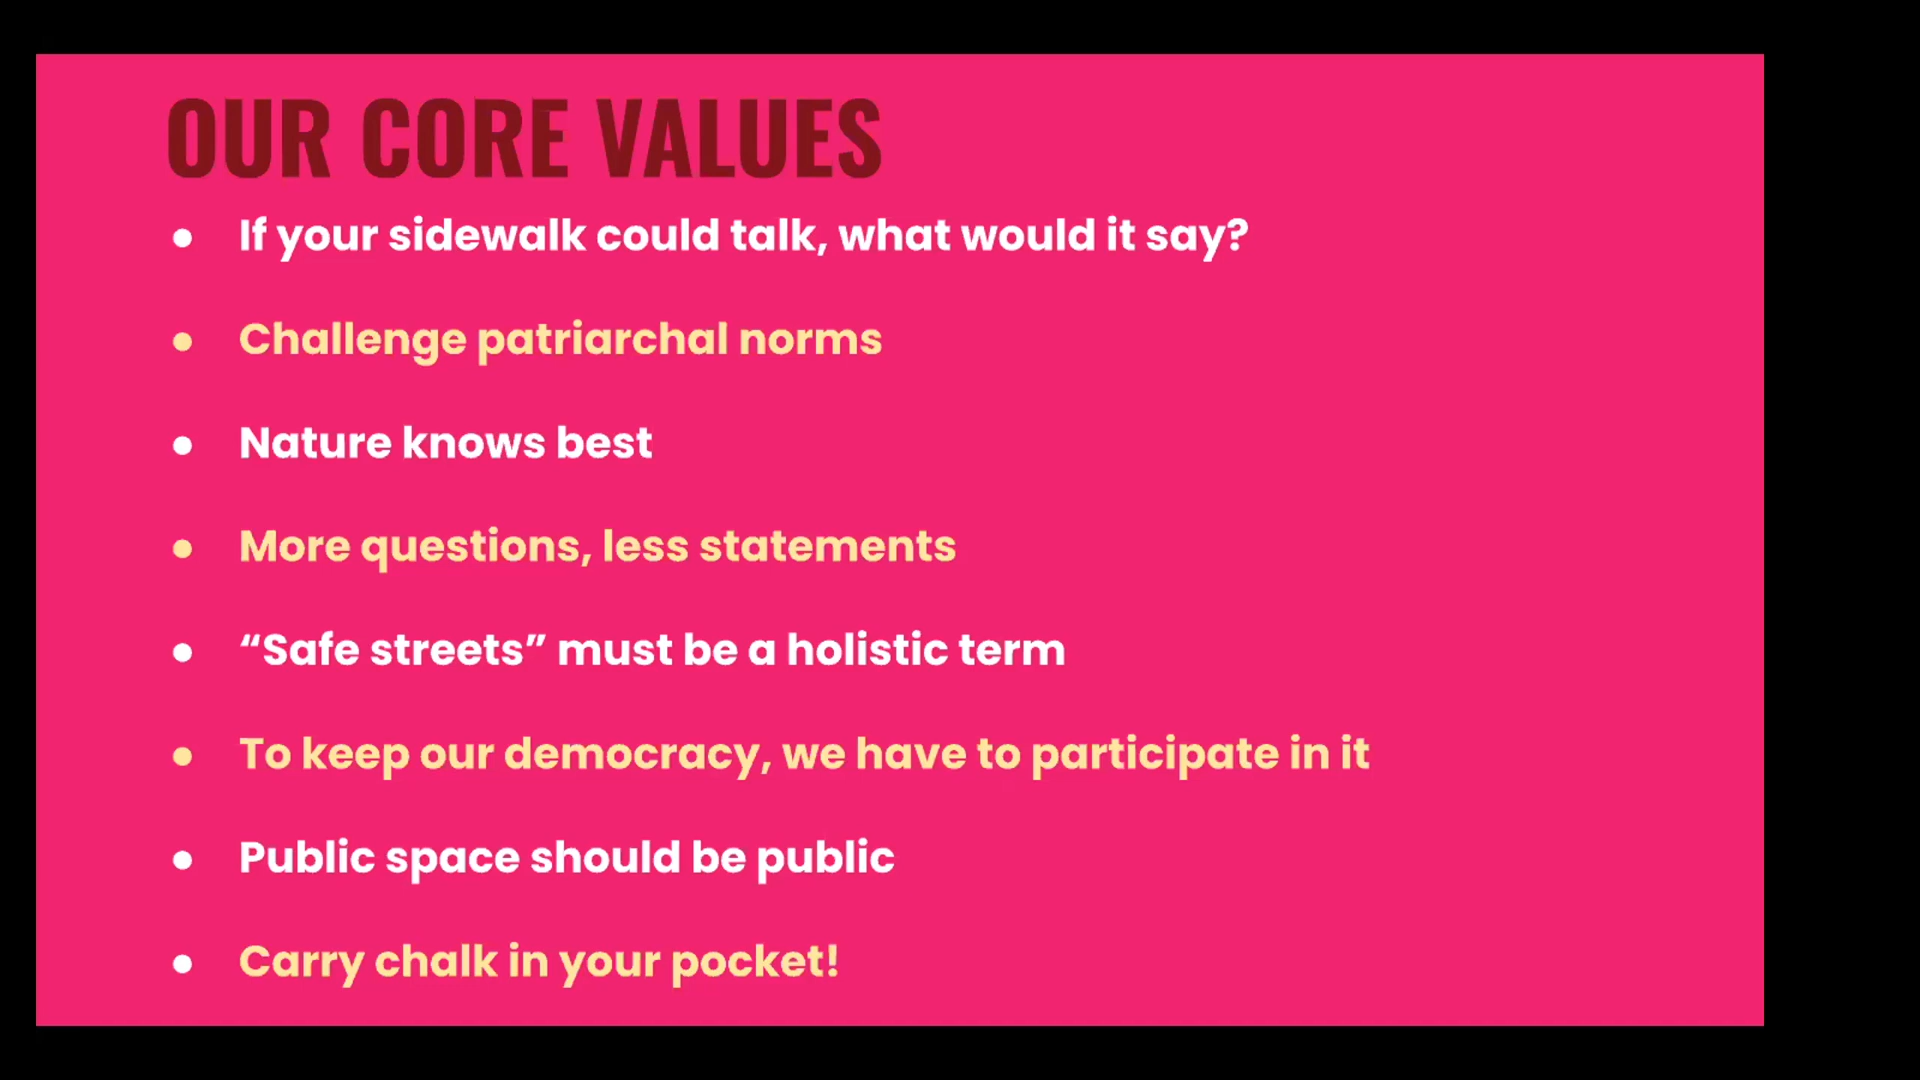 OUR CORE VALUES
● If your sidewalk could talk, what would it say?
● Challenge patriarchal norms
● Nature knows best
● More questions, less statements
● “Safe streets” must be a holistic term
● To keep our democracy, we have to participate in it
● Public space should be public
● Carry chalk in your pocket!